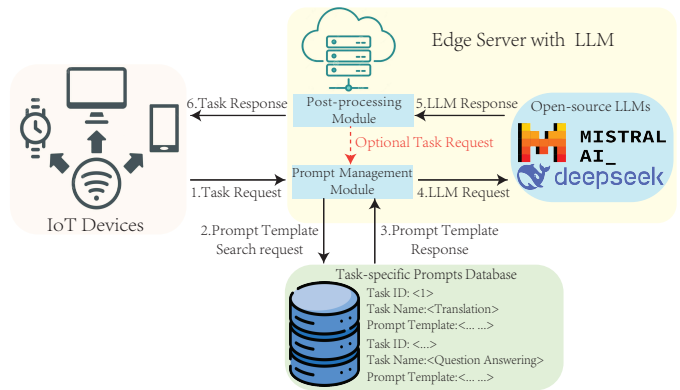 Edge Server with LLM
6.Task Response
Post-processing
Module
5.LLM Response
Open-source LLMs
MISTRAL
AI_
deepseek
Optional Task Request
Prompt Management
Module
1.Task Request
4.LLM Request
IoT Devices
2.Prompt Template
Search request
3.Prompt Template
Response
Task-specific Prompts Database
Task ID: <1>
Task Name:<Translation>
Prompt Template:<... ...>
Task ID: <...>
Task Name:<Question Answering>
Prompt Template:<... ...>